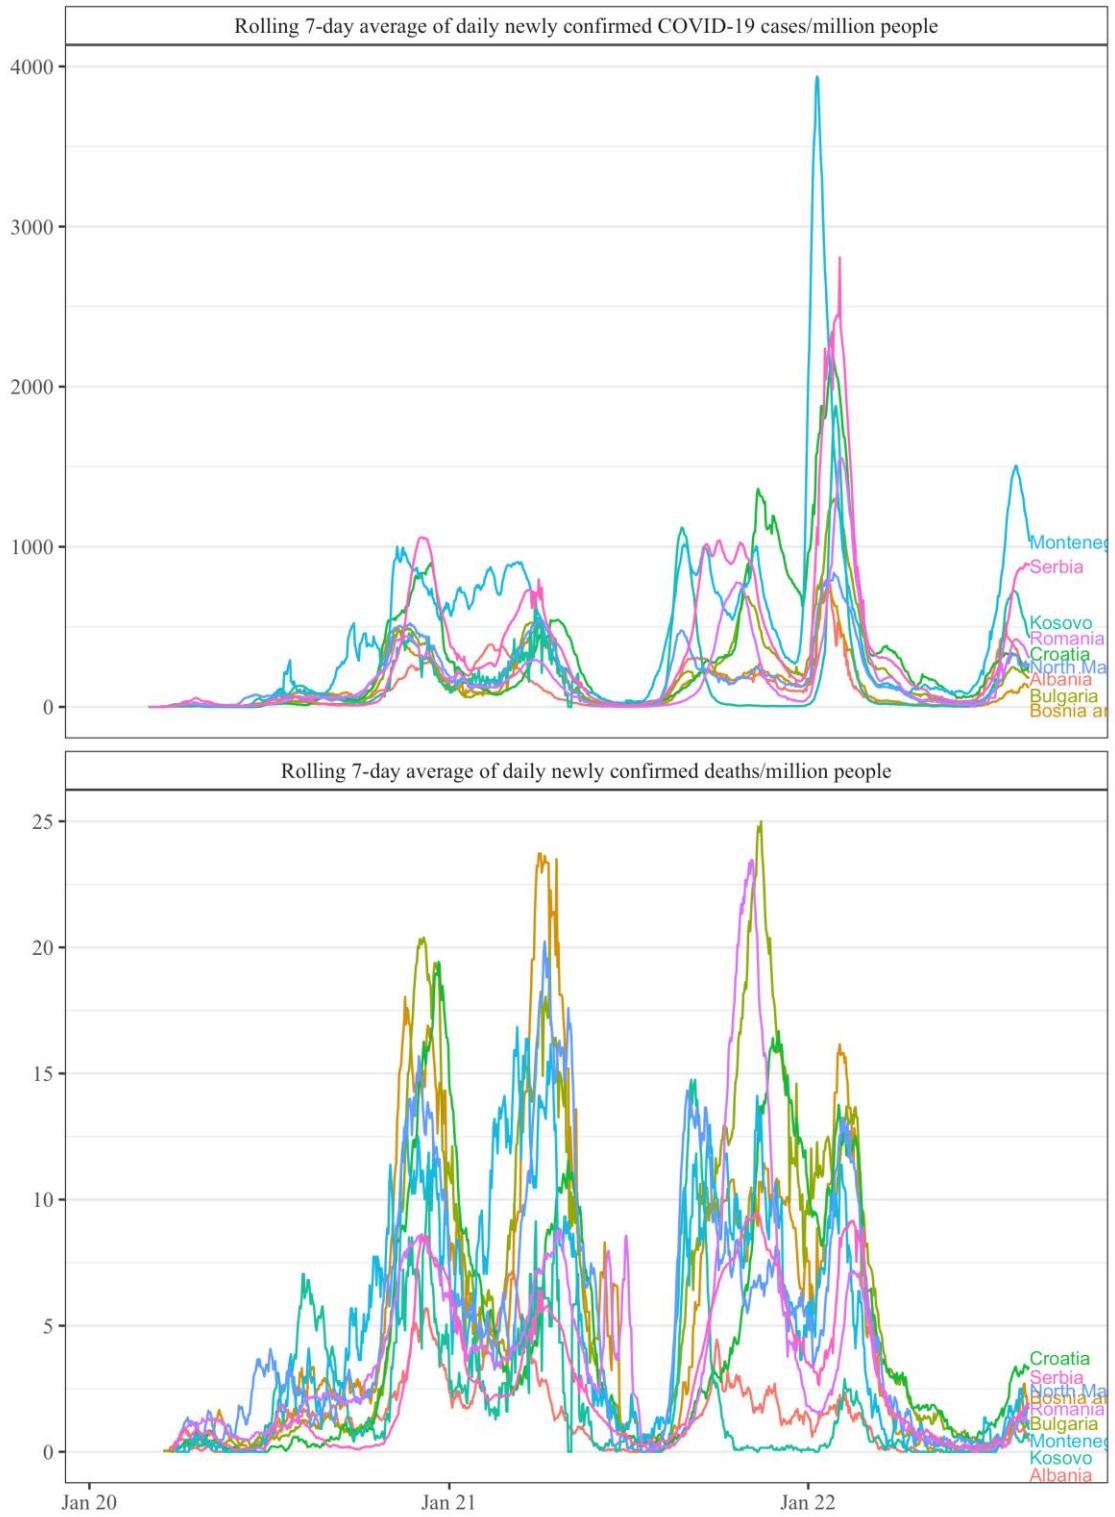 Rolling 7-day average of daily newly confirmed COVID-19 cases/million people
4000
3000
2000
1000
0
Monteneg
Serbia
Kosovo
Romania
Croatia
North Ma
Albania
Bulgaria
Bosnia ar
Rolling 7-day average of daily newly confirmed deaths/million people
25
20
15
10
5
0
Croatia
Serbia
North Ma
Bosnia ar
Romania
Bulgaria
Monteneg
Kosovo
Albania
Jan 20
Jan 21
Jan 22